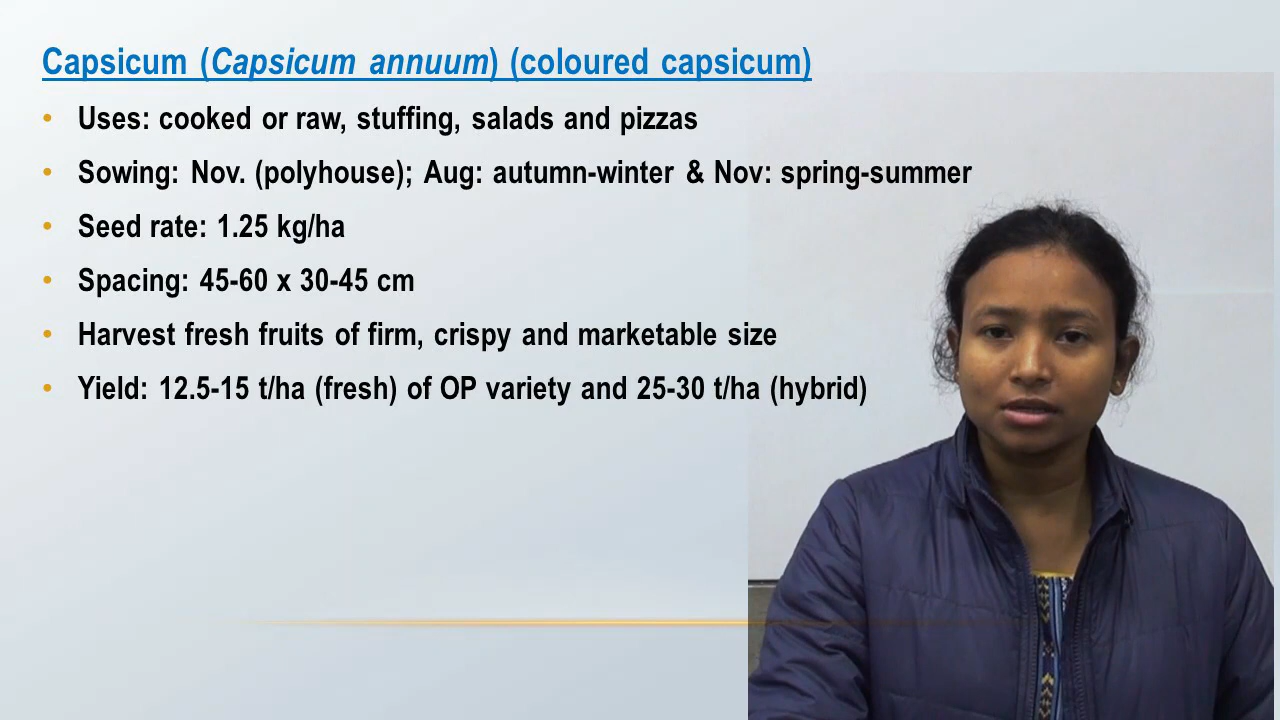 Capsicum (Capsicum annuum) (coloured capsicum)
• Uses: cooked or raw, stuffing, salads and pizzas
• Sowing: Nov. (polyhouse); Aug: autumn-winter & Nov: spring-summer
• Seed rate: 1.25 kg/ha
• Spacing: 45-60 x 30-45 cm
• Harvest fresh fruits of firm, crispy and marketable size
• Yield: 12.5-15 t/ha (fresh) of OP variety and 25-30 t/ha (hybrid)